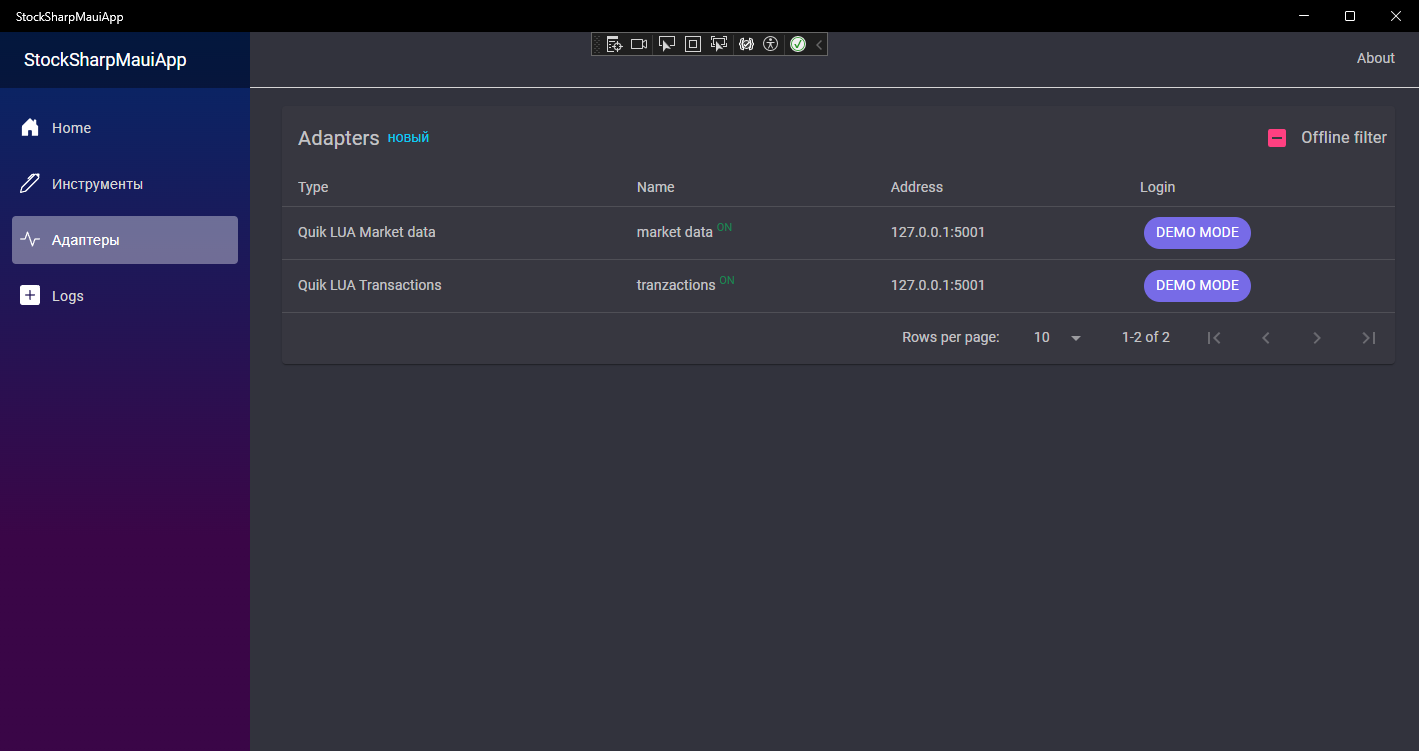 StockSharpMauiApp
StockSharpMauiApp
About
Home
Инструменты
Адаптеры
Logs
Adapters новый
Offline filter
Type Name Address Login
Quik LUA Market data market data ON 127.0.0.1:5001 DEMO MODE
Quik LUA Transactions tranzactions ON 127.0.0.1:5001 DEMO MODE
Rows per page: 10 1-2 of 2